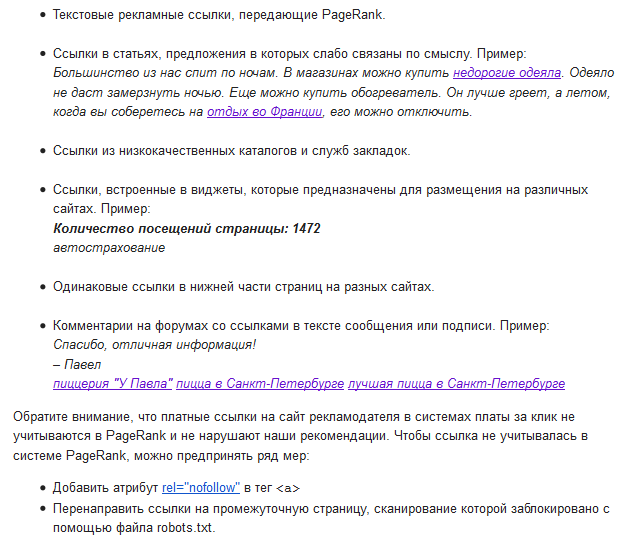 Текстовые рекламные ссылки, передающие PageRank.
Ссылки в статьях, предложения в которых слабо связаны по смыслу. Пример:
Большинство из нас спит по ночам. В магазинах можно купить недорогие одеяла. Одеяло
не даст замерзнуть ночью. Еще можно купить обогреватель. Он лучше греет, а летом,
когда вы соберетесь на отдых во Франции, его можно отключить.
Ссылки из низкокачественных каталогов и служб закладок.
Ссылки, встроенные в виджеты, которые предназначены для размещения на различных
сайтах. Пример:
Количество посещений страницы: 1472
автострахование
Одинаковые ссылки в нижней части страниц на разных сайтах.
Комментарии на форумах со ссылками в тексте сообщения или подписи. Пример:
Спасибо, отличная информация!
– Павел
пиццерия "У Павла" пицца в Санкт-Петербурге лучшая пицца в Санкт-Петербурге
Обратите внимание, что платные ссылки на сайт рекламодателя в системах платы за клик не
учитываются в PageRank и не нарушают наши рекомендации. Чтобы ссылка не учитывалась в
системе PageRank, можно предпринять ряд мер:
Добавить атрибут rel="nofollow" в тег <a>
Перенаправить ссылки на промежуточную страницу, сканирование которой заблокировано с
помощью файла robots.txt.